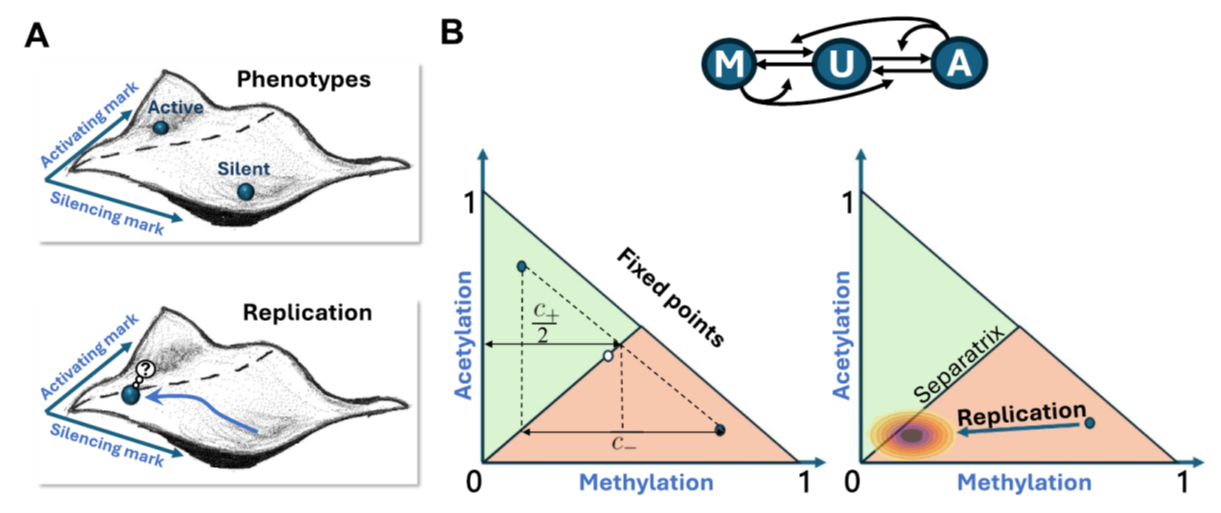 A
Phenotypes
Activating mark
Active
Silent
Silencing mark
Replication
Activating mark
?
Silencing mark
B
M U A
1
Acetylation
c₊
2
Fixed points
c₋
0
Methylation
1
1
Acetylation
Separatrix
Replication
0
Methylation
1